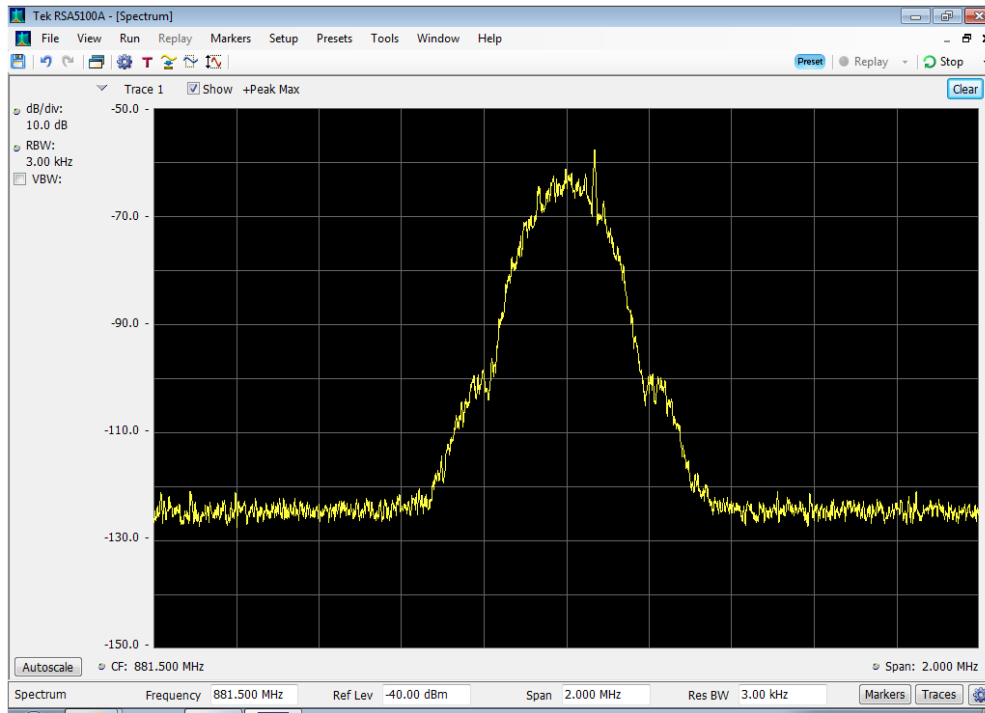 Tek RSA5100A - [Spectrum]
File View Run Replay Markers Setup Presets Tools Window Help
T Preset Replay Stop
Trace 1 Show +Peak Max Clear
dB/div:
10.0 dB
RBW:
3.00 kHz
VBW:
-50.0 -
-70.0 -
-90.0 -
-110.0 -
-130.0 -
-150.0 -
Autoscale CF: 881.500 MHz Span: 2.000 MHz
Spectrum Frequency 881.500 MHz Ref Lev -40.00 dBm Span 2.000 MHz Res BW 3.00 kHz Markers Traces